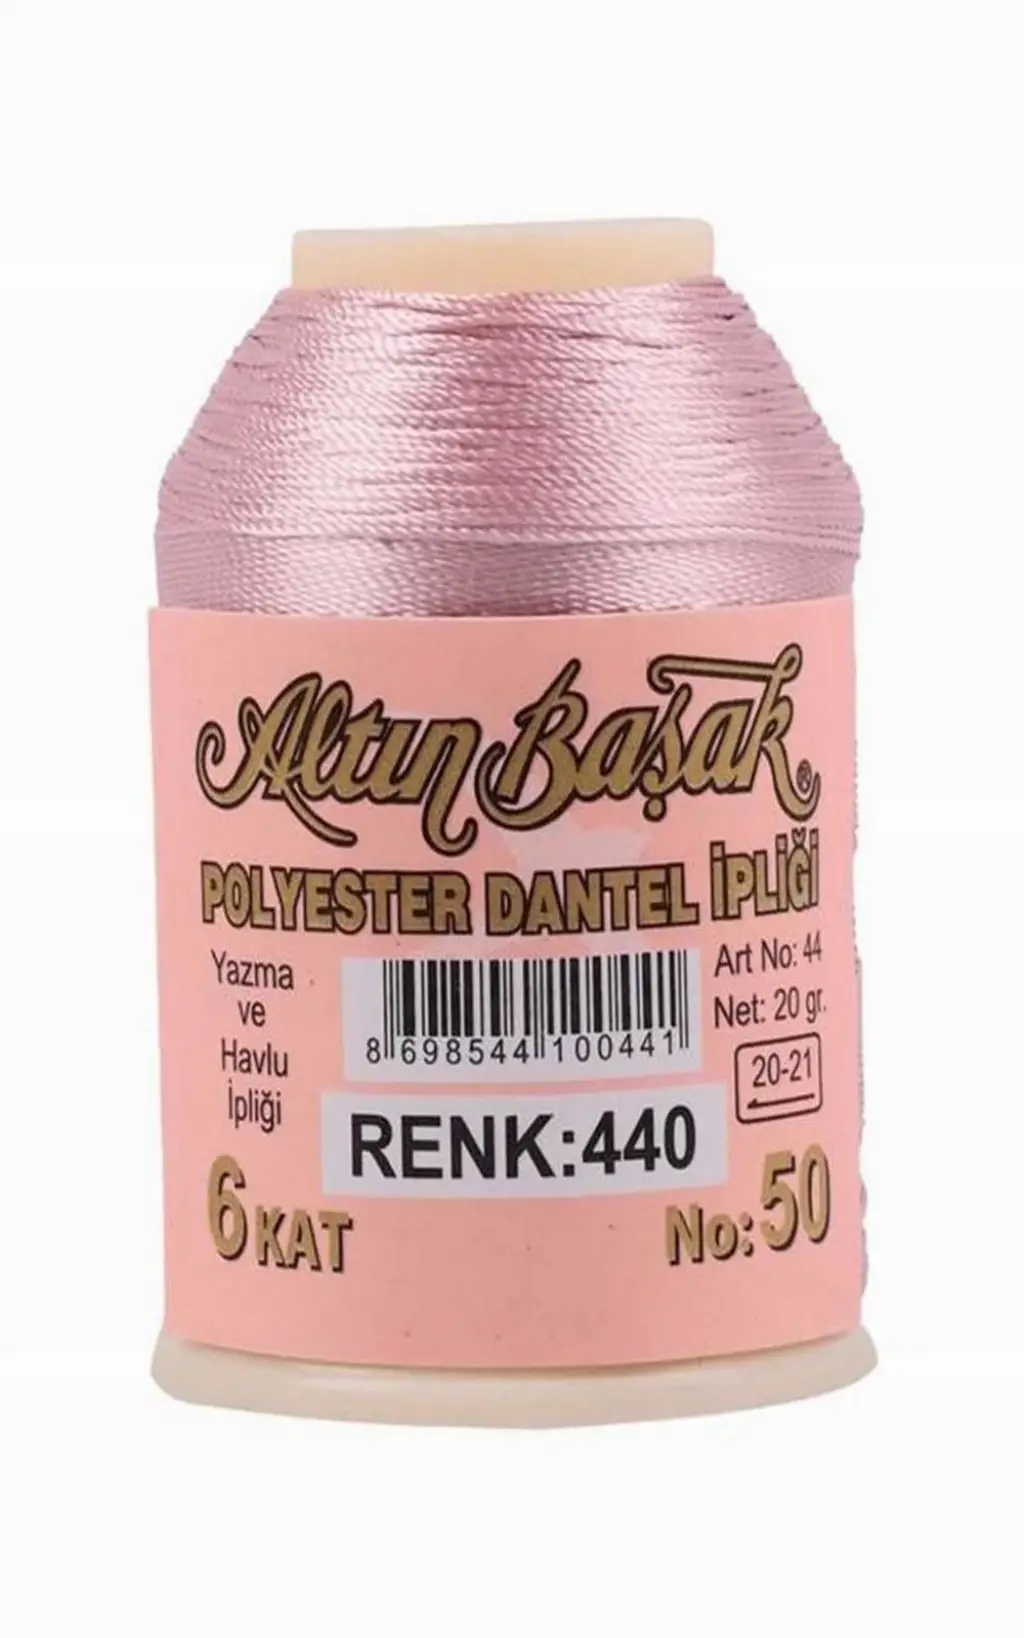 Altın Başak ®
POLYESTER DANTEL İPLİĞİ
Yazma
ve
Havlu
İpliği
8 698544 100441
Art No: 44
Net: 20 gr.
20-21
RENK:440
6 KAT
No: 50